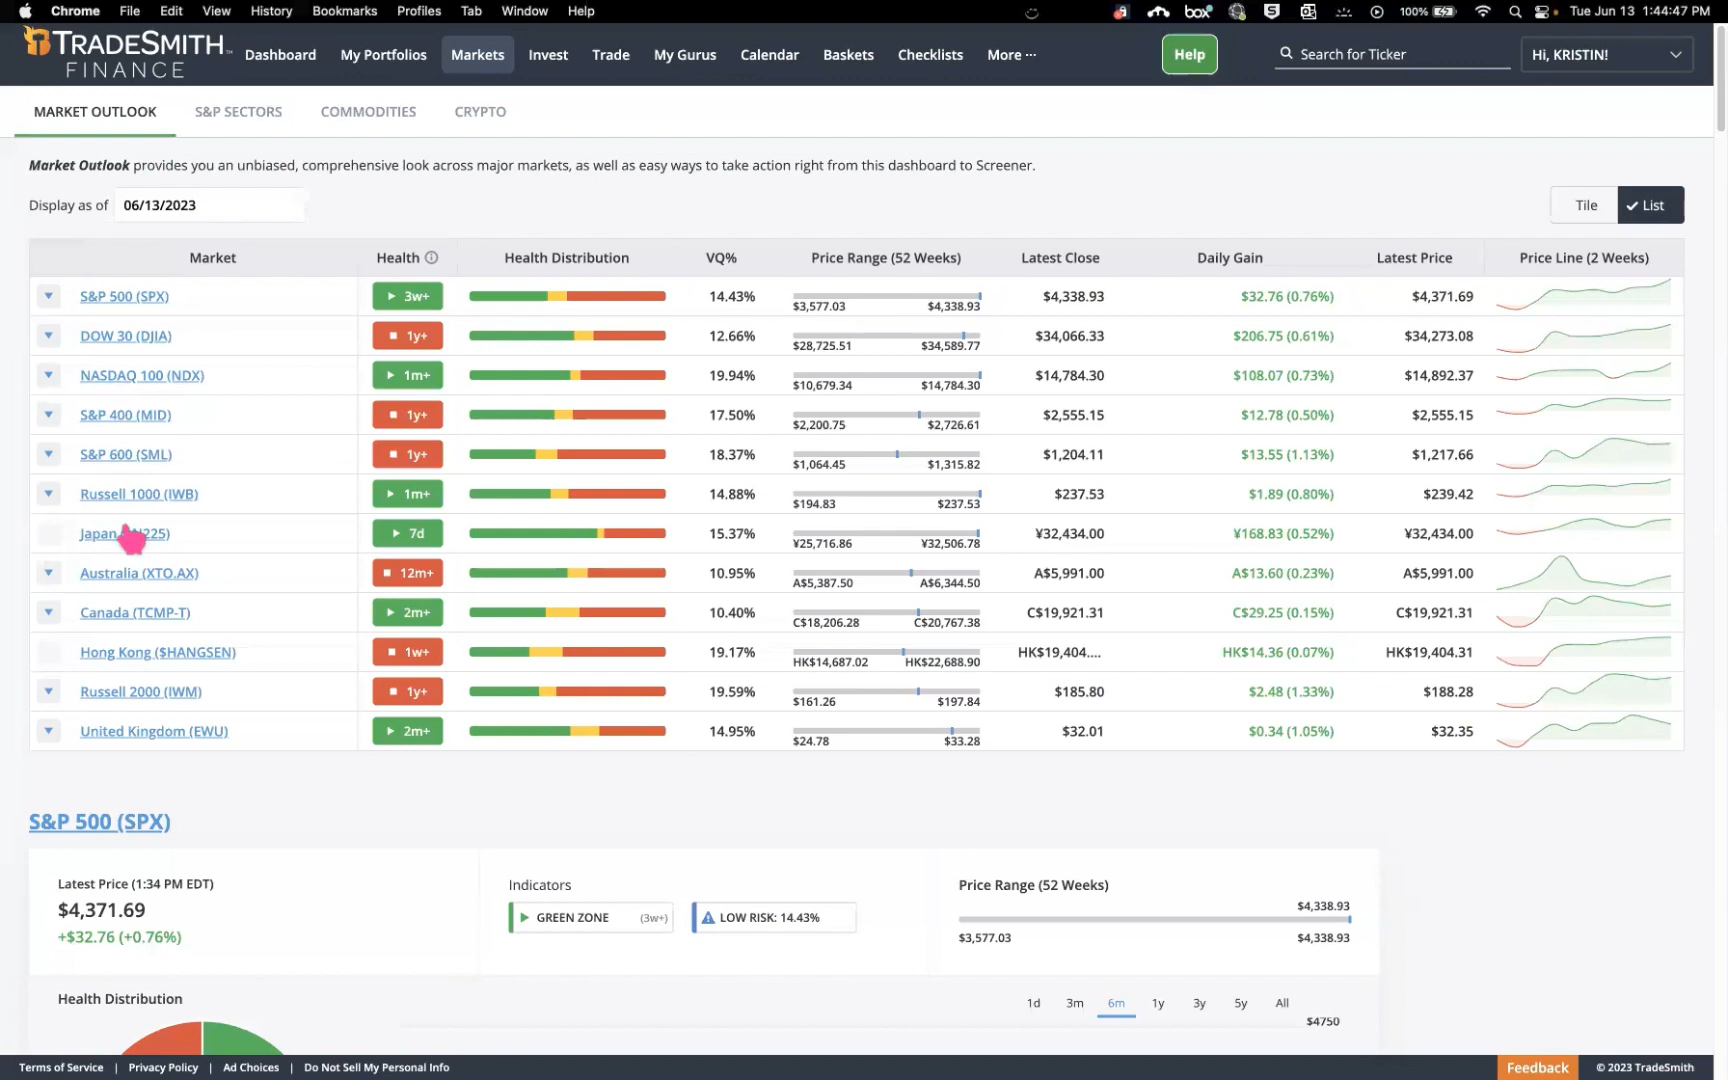 Chrome File Edit View History Bookmarks Profiles Tab Window Help box 100% Tue Jun 13 1:44:47 PM
TRADESMITH FINANCE Dashboard My Portfolios Markets Invest Trade My Gurus Calendar Baskets Checklists More ··· Help Search for Ticker Hi, KRISTIN!
MARKET OUTLOOK S&P SECTORS COMMODITIES CRYPTO
Market Outlook provides you an unbiased, comprehensive look across major markets, as well as easy ways to take action right from this dashboard to Screener.
Display as of 06/13/2023 Tile List
Market Health Health Distribution VQ% Price Range (52 Weeks) Latest Close Daily Gain Latest Price Price Line (2 Weeks)
S&P 500 (SPX) 3w+ 14.43% $3,577.03 $4,338.93 $4,338.93 $32.76 (0.76%) $4,371.69
DOW 30 (DJIA) 1y+ 12.66% $28,725.51 $34,589.77 $34,066.33 $206.75 (0.61%) $34,273.08
NASDAQ 100 (NDX) 1m+ 19.94% $10,679.34 $14,784.30 $14,784.30 $108.07 (0.73%) $14,892.37
S&P 400 (MID) 1y+ 17.50% $2,200.75 $2,726.61 $2,555.15 $12.78 (0.50%) $2,555.15
S&P 600 (SML) 1y+ 18.37% $1,064.45 $1,315.82 $1,204.11 $13.55 (1.13%) $1,217.66
Russell 1000 (IWB) 1m+ 14.88% $194.83 $237.53 $237.53 $1.89 (0.80%) $239.42
Japan 225) 7d 15.37% ¥25,716.86 ¥32,506.78 ¥32,434.00 ¥168.83 (0.52%) ¥32,434.00
Australia (XTO.AX) 12m+ 10.95% A$5,387.50 A$6,344.50 A$5,991.00 A$13.60 (0.23%) A$5,991.00
Canada (TCMP-T) 2m+ 10.40% C$18,206.28 C$20,767.38 C$19,921.31 C$29.25 (0.15%) C$19,921.31
Hong Kong ($HANGSEN) 1w+ 19.17% HK$14,687.02 HK$22,688.90 HK$19,404.... HK$14.36 (0.07%) HK$19,404.31
Russell 2000 (IWM) 1y+ 19.59% $161.26 $197.84 $185.80 $2.48 (1.33%) $188.28
United Kingdom (EWU) 2m+ 14.95% $24.78 $33.28 $32.01 $0.34 (1.05%) $32.35
S&P 500 (SPX)
Latest Price (1:34 PM EDT) Indicators Price Range (52 Weeks)
$4,371.69 GREEN ZONE (3w+) LOW RISK: 14.43% $4,338.93
+$32.76 (+0.76%) $3,577.03 $4,338.93
Health Distribution 1d 3m 6m 1y 3y 5y All
$4750
Terms of Service | Privacy Policy | Ad Choices | Do Not Sell My Personal Info Feedback © 2023 TradeSmith